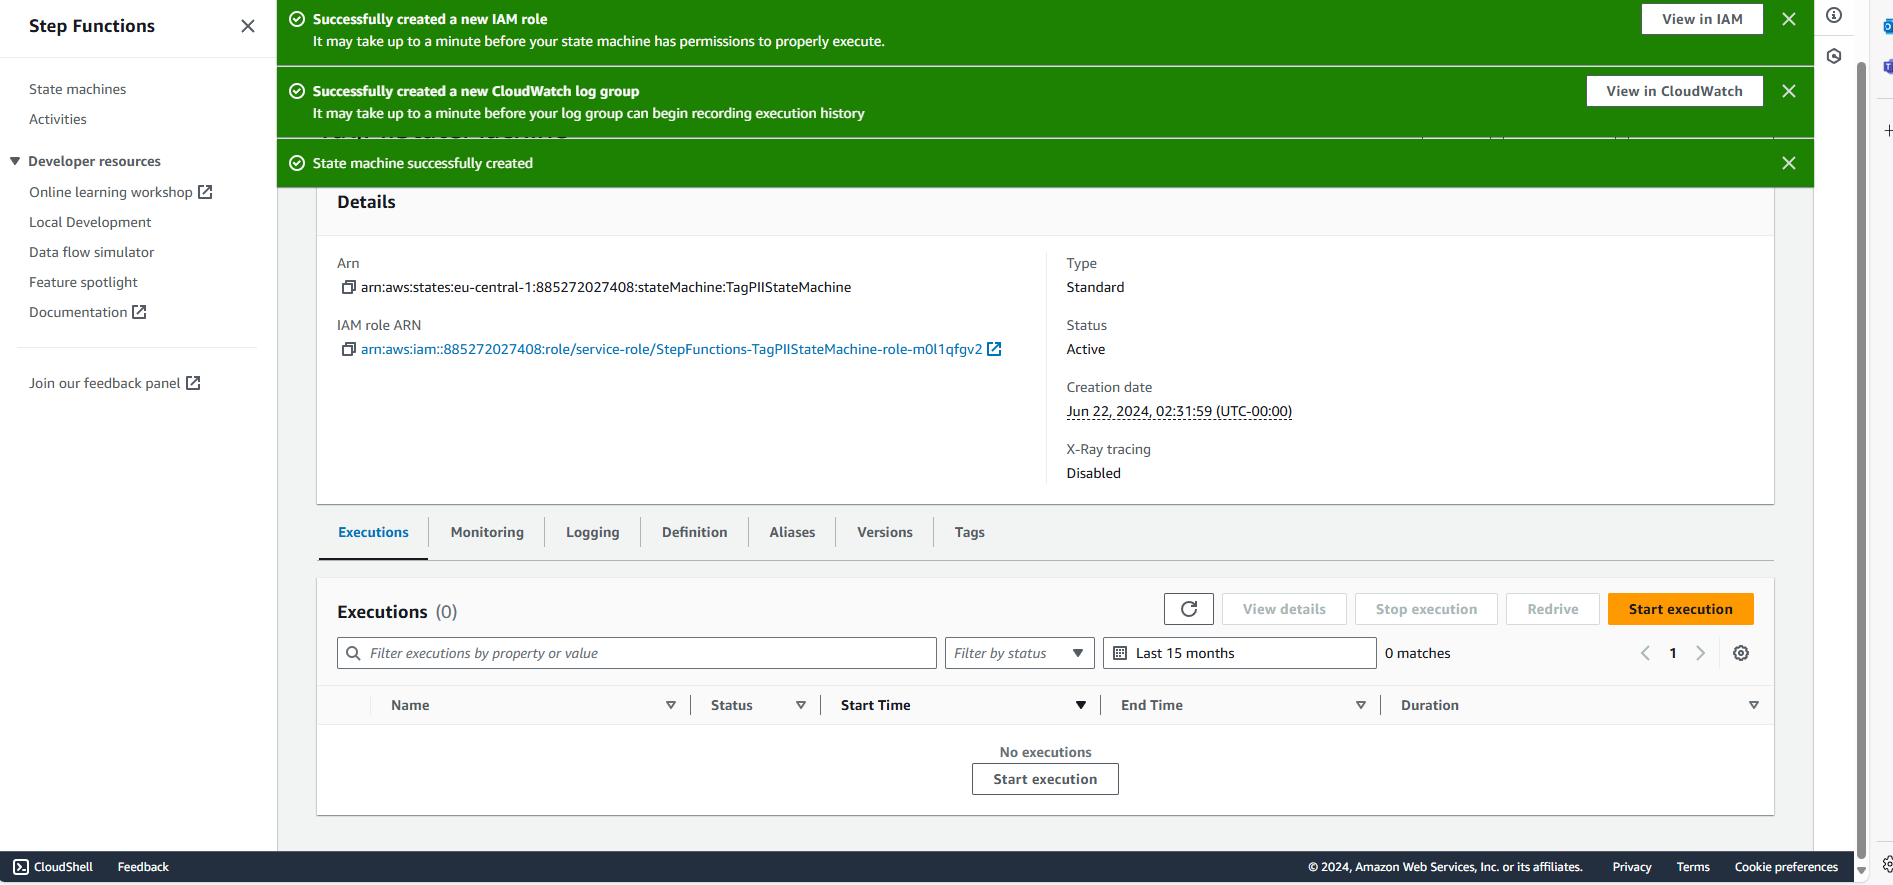 Step Functions
State machines
Activities
Developer resources
Online learning workshop
Local Development
Data flow simulator
Feature spotlight
Documentation
Join our feedback panel
Successfully created a new IAM role
It may take up to a minute before your state machine has permissions to properly execute.
View in IAM
Successfully created a new CloudWatch log group
It may take up to a minute before your log group can begin recording execution history
View in CloudWatch
State machine successfully created
Details
Arn
arn:aws:states:eu-central-1:885272027408:stateMachine:TagPIIStateMachine
IAM role ARN
arn:aws:iam::885272027408:role/service-role/StepFunctions-TagPIIStateMachine-role-m0l1qfgv2
Type
Standard
Status
Active
Creation date
Jun 22, 2024, 02:31:59 (UTC-00:00)
X-Ray tracing
Disabled
Executions Monitoring Logging Definition Aliases Versions Tags
Executions (0)
View details Stop execution Redrive Start execution
Filter executions by property or value Filter by status Last 15 months 0 matches 1
Name Status Start Time End Time Duration
No executions
Start execution
CloudShell Feedback © 2024, Amazon Web Services, Inc. or its affiliates. Privacy Terms Cookie preferences